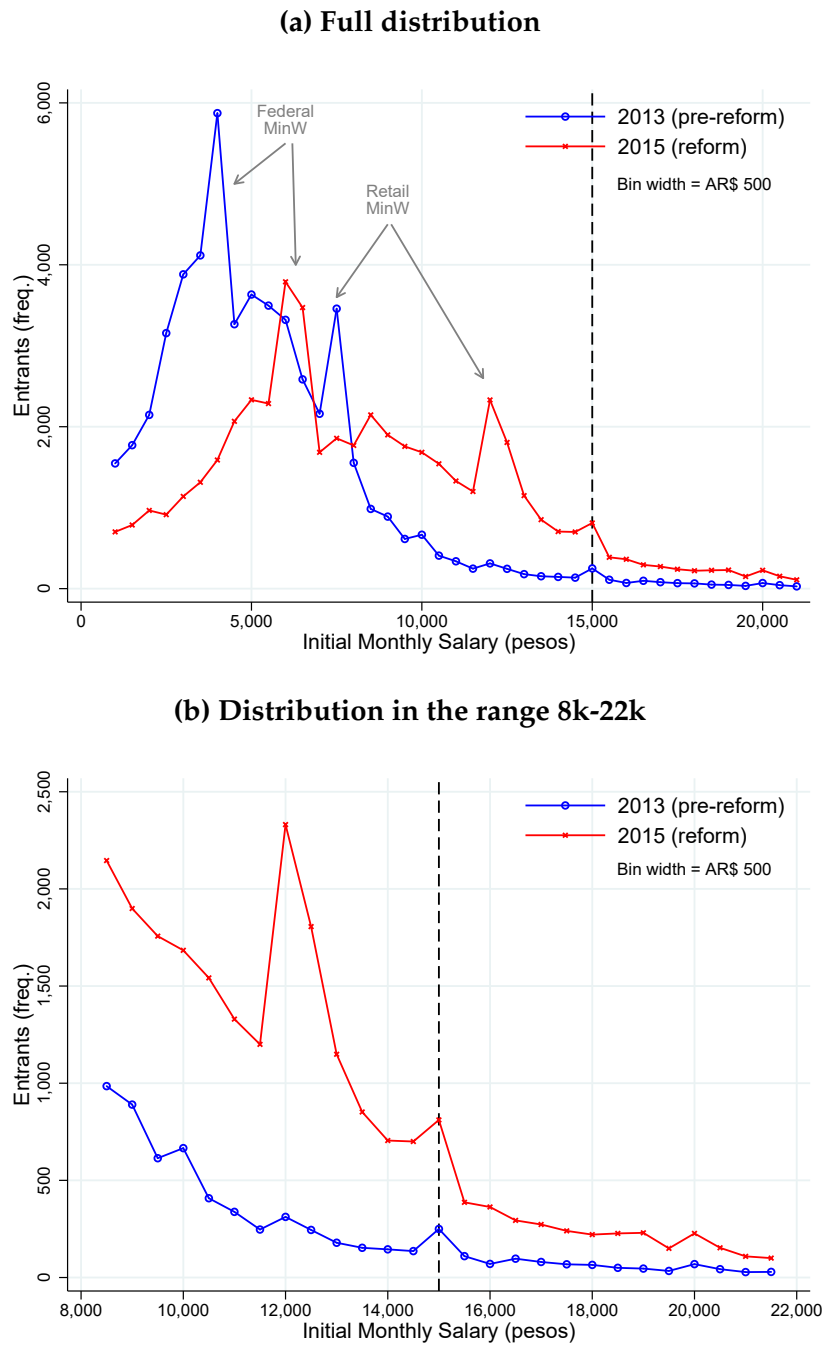 (a) Full distribution
6,000
4,000
2,000
0
Entrants (freq.)
Federal
MinW
Retail
MinW
2013 (pre-reform)
2015 (reform)
Bin width = AR$ 500
0
5,000
10,000
15,000
20,000
Initial Monthly Salary (pesos)
(b) Distribution in the range 8k-22k
2,500
2,000
1,500
1,000
500
0
Entrants (freq.)
2013 (pre-reform)
2015 (reform)
Bin width = AR$ 500
8,000
10,000
12,000
14,000
16,000
18,000
20,000
22,000
Initial Monthly Salary (pesos)